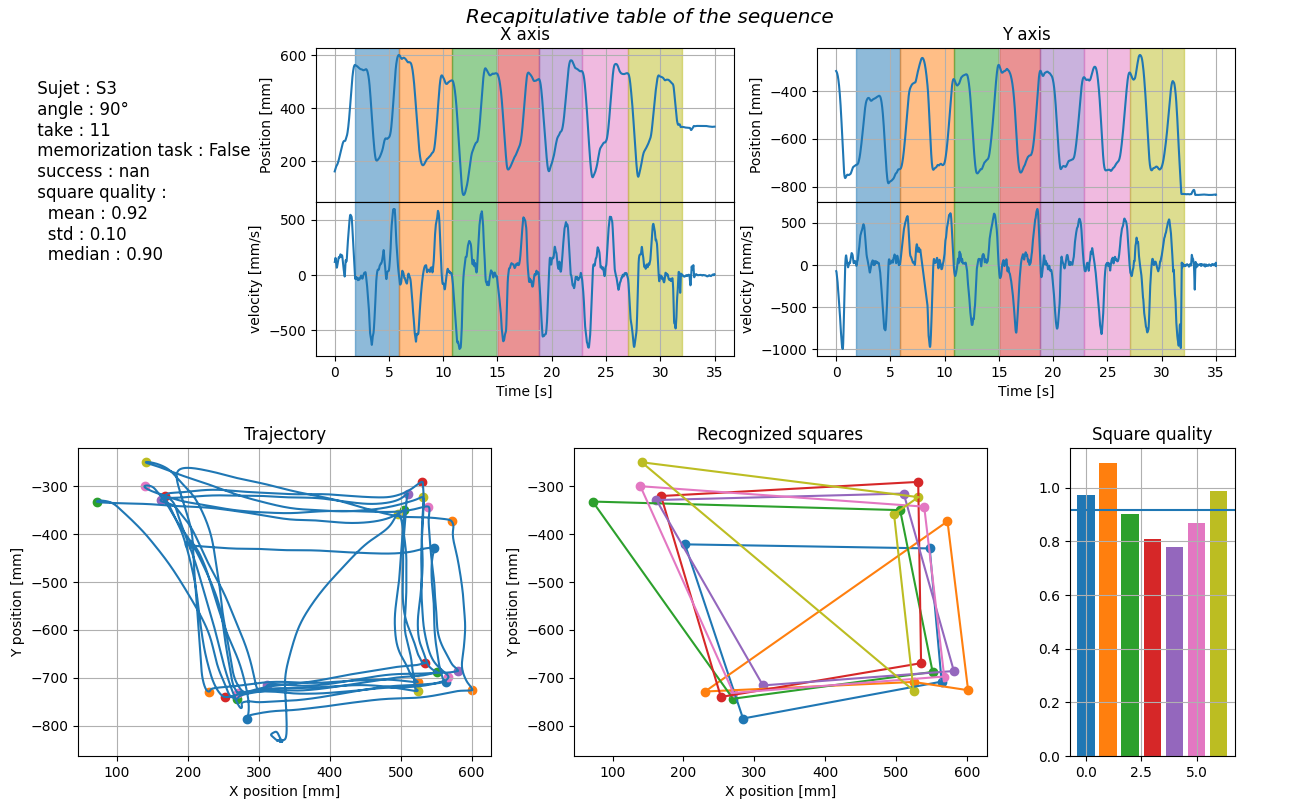 Recapitulative table of the sequence
Sujet : S3
angle : 90°
take : 11
memorization task : False
success : nan
square quality :
mean : 0.92
std : 0.10
median : 0.90
X axis
Position [mm]
600
400
200
velocity [mm/s]
500
0
−500
0 5 10 15 20 25 30 35
Time [s]
Y axis
Position [mm]
−400
−600
−800
velocity [mm/s]
500
0
−500
−1000
0 5 10 15 20 25 30 35
Time [s]
Trajectory
Y position [mm]
−300
−400
−500
−600
−700
−800
100 200 300 400 500 600
X position [mm]
Recognized squares
Y position [mm]
−300
−400
−500
−600
−700
−800
100 200 300 400 500 600
X position [mm]
Square quality
1.0
0.8
0.6
0.4
0.2
0.0
0.0 2.5 5.0